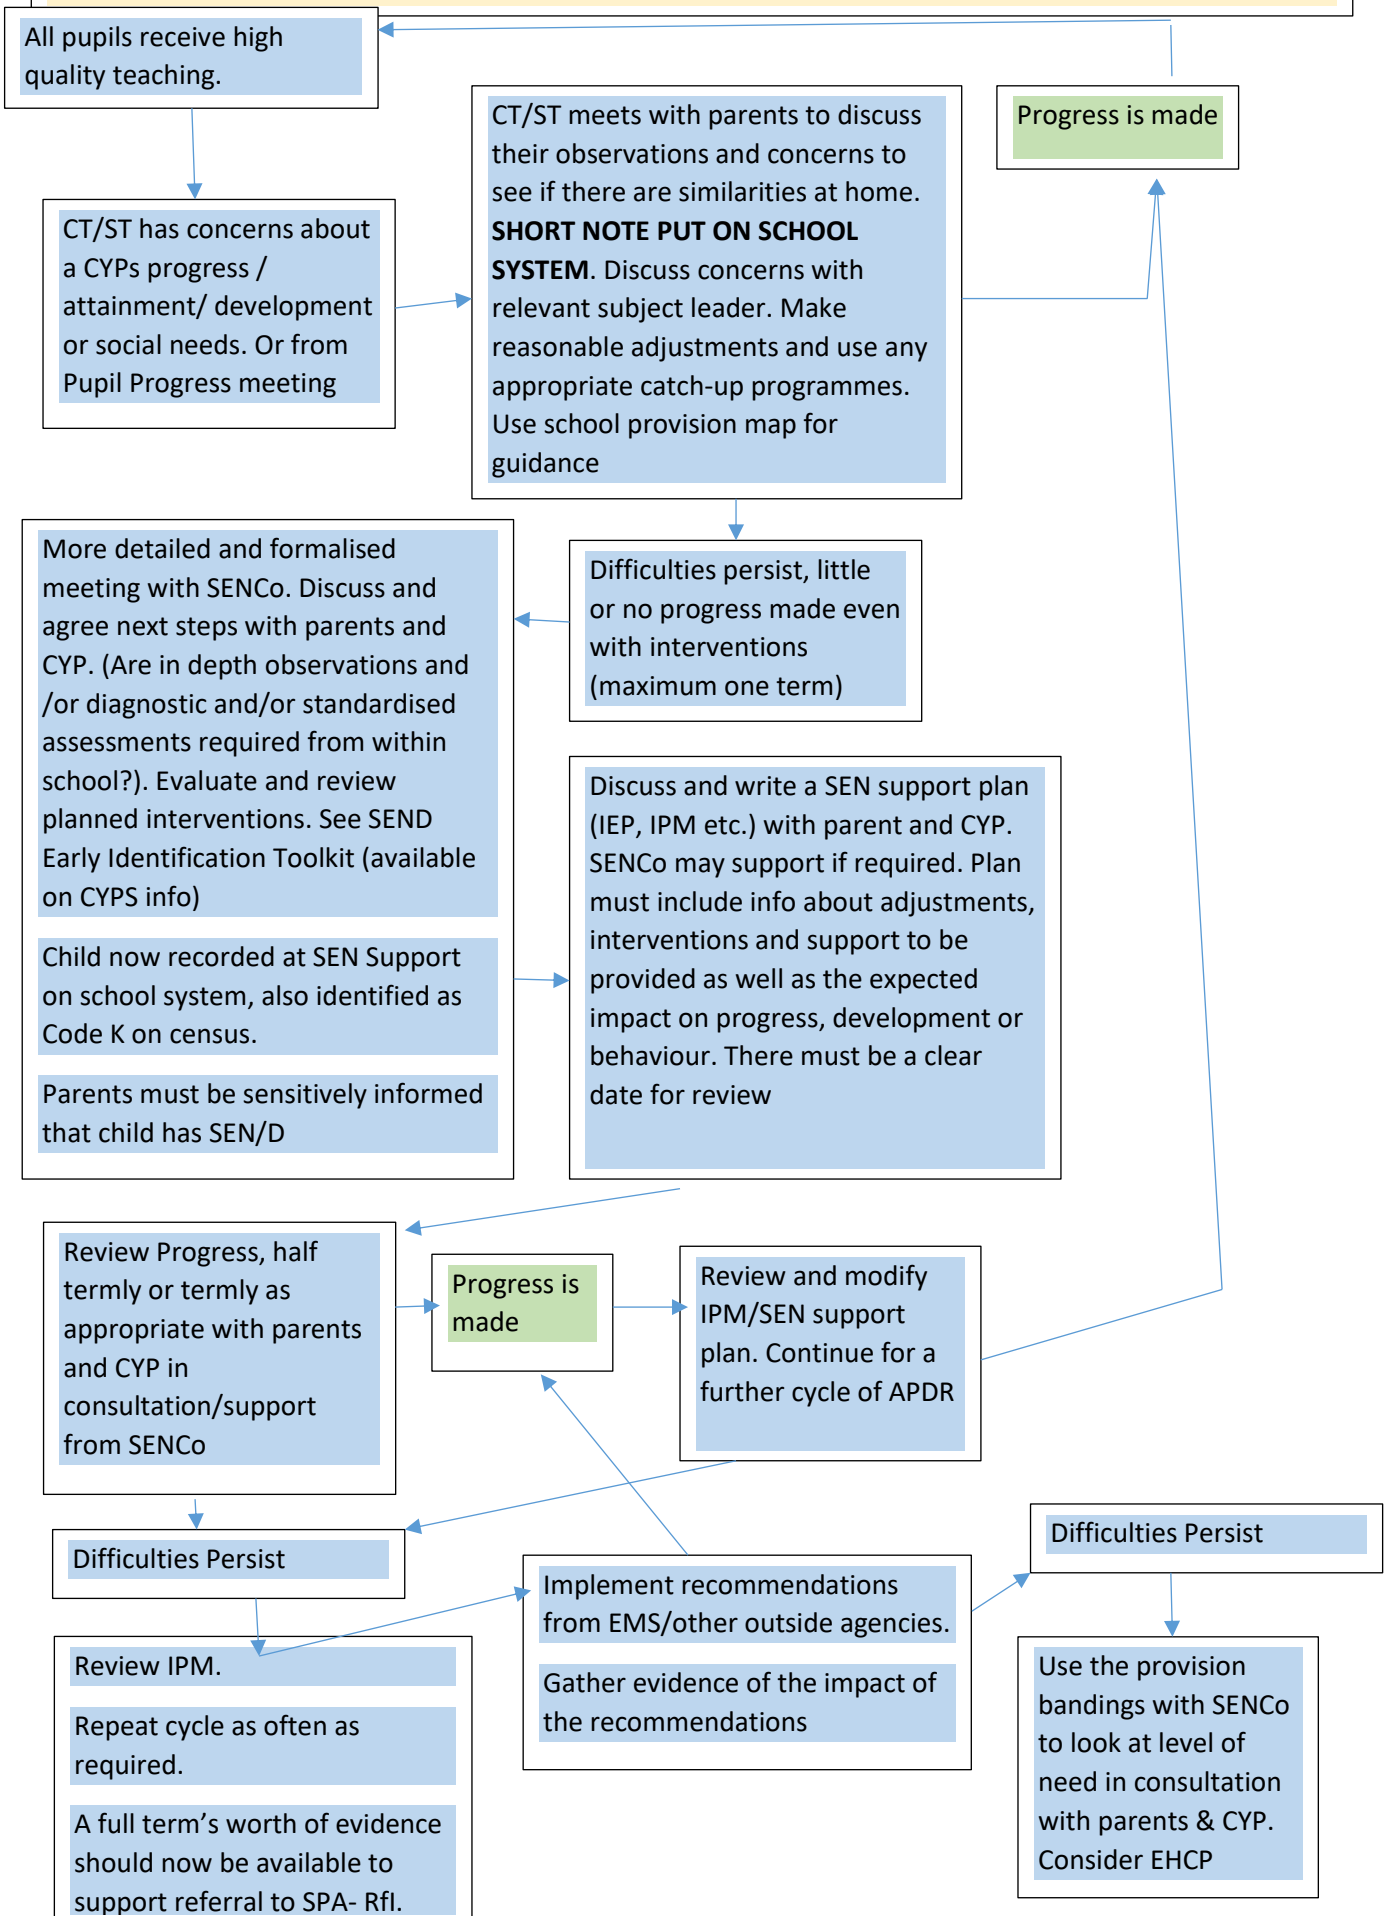 All pupils receive high
quality teaching.
Progress is made
CT/ST meets with parents to discuss
their observations and concerns to
see if there are similarities at home.
SHORT NOTE PUT ON SCHOOL
SYSTEM. Discuss concerns with
relevant subject leader. Make
reasonable adjustments and use any
appropriate catch-up programmes.
Use school provision map for
guidance
CT/ST has concerns about
a CYPs progress /
attainment/ development
or social needs. Or from
Pupil Progress meeting
Difficulties persist, little
or no progress made even
with interventions
(maximum one term)
More detailed and formalised
meeting with SENCo. Discuss and
agree next steps with parents and
CYP. (Are in depth observations and
/or diagnostic and/or standardised
assessments required from within
school?). Evaluate and review
planned interventions. See SEND
Early Identification Toolkit (available
on CYPS info)
Child now recorded at SEN Support
on school system, also identified as
Code K on census.
Parents must be sensitively informed
that child has SEN/D
Discuss and write a SEN support plan
(IEP, IPM etc.) with parent and CYP.
SENCo may support if required. Plan
must include info about adjustments,
interventions and support to be
provided as well as the expected
impact on progress, development or
behaviour. There must be a clear
date for review
Review Progress, half
termly or termly as
appropriate with parents
and CYP in
consultation/support
from SENCo
Progress is
made
Review and modify
IPM/SEN support
plan. Continue for a
further cycle of APDR
Difficulties Persist
Implement recommendations
from EMS/other outside agencies.
Gather evidence of the impact of
the recommendations
Difficulties Persist
Review IPM.
Repeat cycle as often as
required.
A full term’s worth of evidence
should now be available to
support referral to SPA- RfI.
Use the provision
bandings with SENCo
to look at level of
need in consultation
with parents & CYP.
Consider EHCP